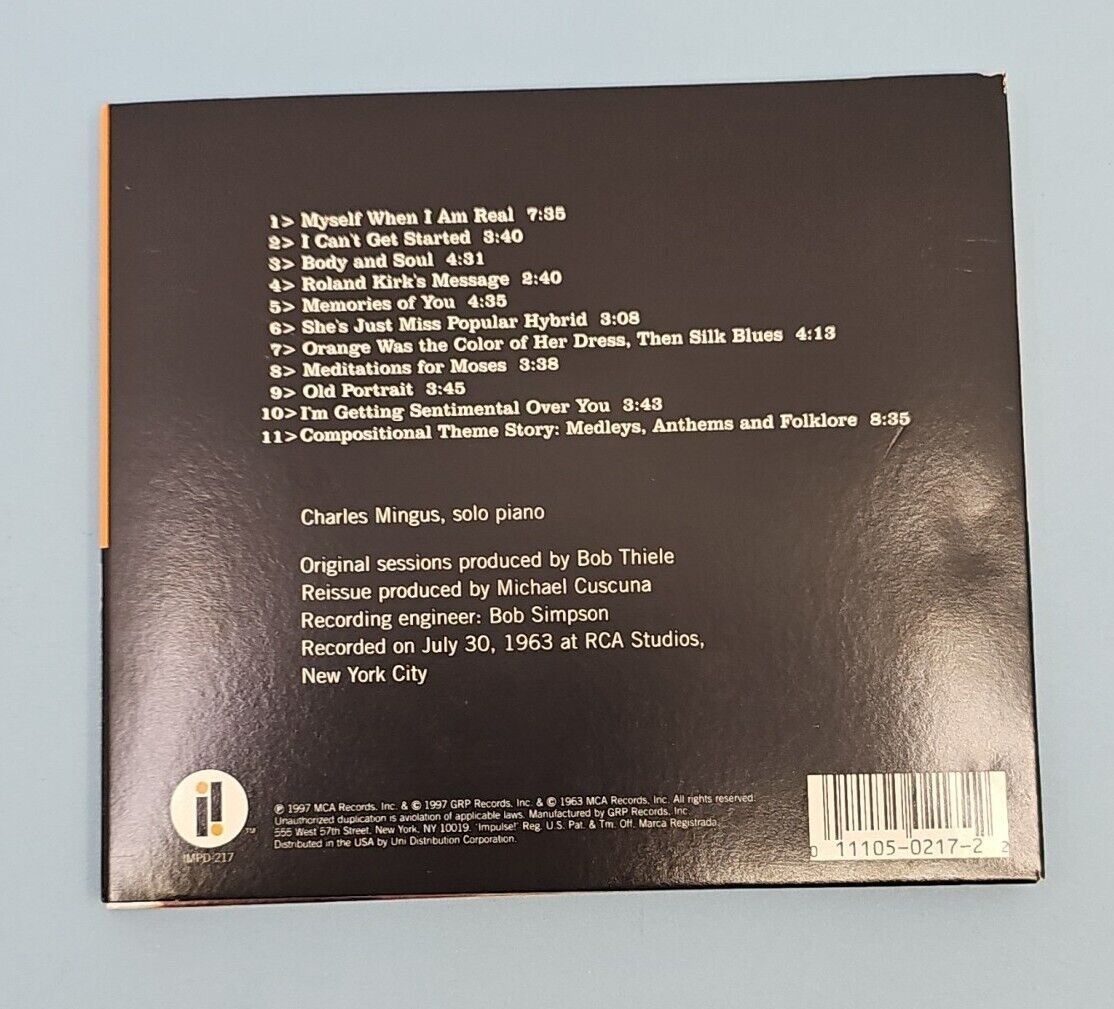 1> Myself When I Am Real 7:35
2> I Can't Get Started 3:40
3> Body and Soul 4:31
4> Roland Kirk's Message 2:40
5> Memories of You 4:35
6> She's Just Miss Popular Hybrid 3:08
7> Orange Was the Color of Her Dress, Then Silk Blues 4:13
8> Meditations for Moses 3:38
9> Old Portrait 3:45
10> I'm Getting Sentimental Over You 3:43
11> Compositional Theme Story: Medleys, Anthems and Folklore 8:35
Charles Mingus, solo piano
Original sessions produced by Bob Thiele
Reissue produced by Michael Cuscuna
Recording engineer: Bob Simpson
Recorded on July 30, 1963 at RCA Studios,
New York City
℗ 1997 MCA Records, Inc. & © 1997 GRP Records, Inc. & © 1963 MCA Records, Inc. All rights reserved.
Unauthorized duplication is aviolation of applicable laws. Manufactured by GRP Records, Inc
555 West 57th Street, New York, NY 10019. 'Impulse!' Reg. U.S. Pat. & Tm. Off. Marca Registrada.
Distributed in the USA by Uni Distribution Corporation.
i! TM
IMPD-217
0 11105-0217-2 2